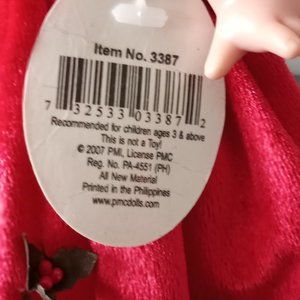 Item No. 3387
7 32533 03387 2
Recommended for children ages 3 & above
This is not a Toy!
© 2007 PMI, License PMC
Reg. No. PA-4551 (PH)
All New Material
Printed in the Philippines
www.pmcdolls.com